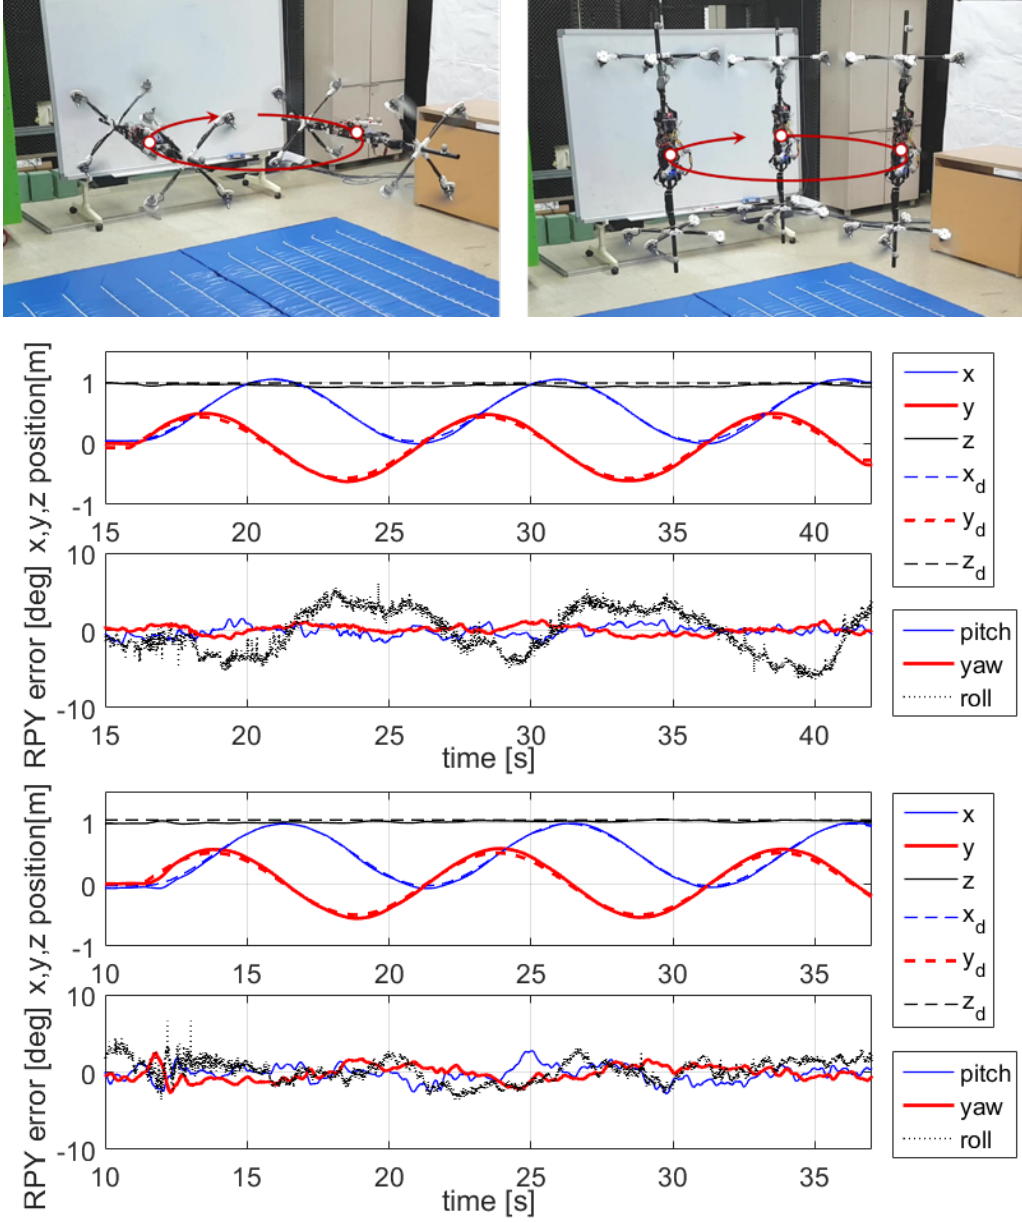 x,y,z position[m]
1
0
-1
15 20 25 30 35 40
x
y
z
x_d
y_d
z_d
RPY error [deg]
10
0
-10
15 20 25 30 35 40
time [s]
pitch
yaw
roll
x,y,z position[m]
1
0
-1
10 15 20 25 30 35
x
y
z
x_d
y_d
z_d
RPY error [deg]
10
0
-10
10 15 20 25 30 35
time [s]
pitch
yaw
roll